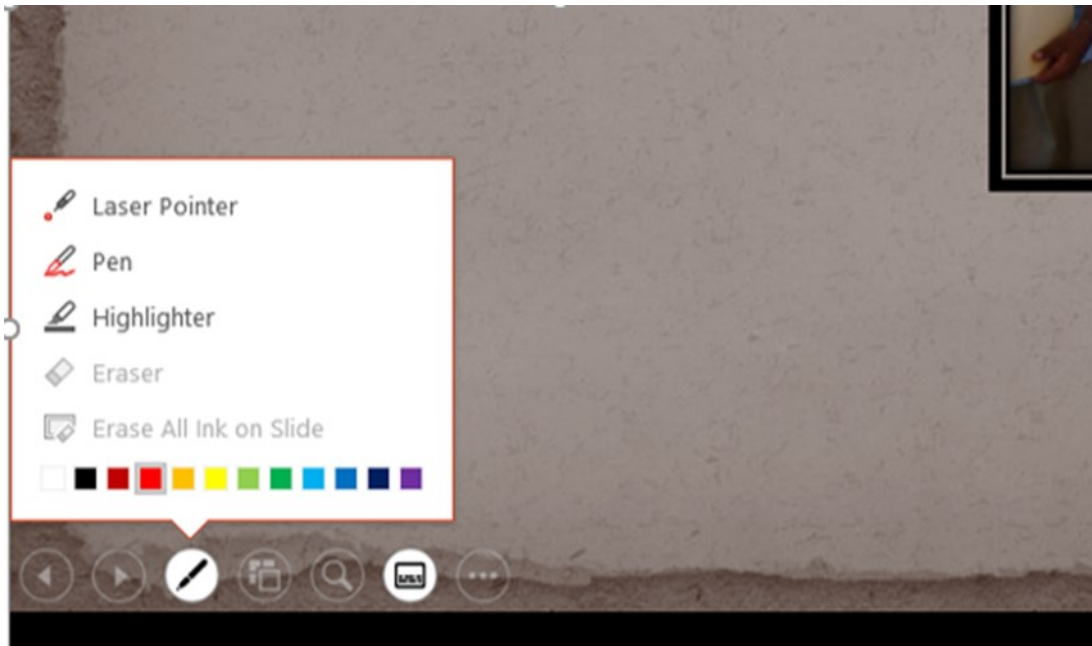 Laser Pointer
Pen
Highlighter
Eraser
Erase All Ink on Slide